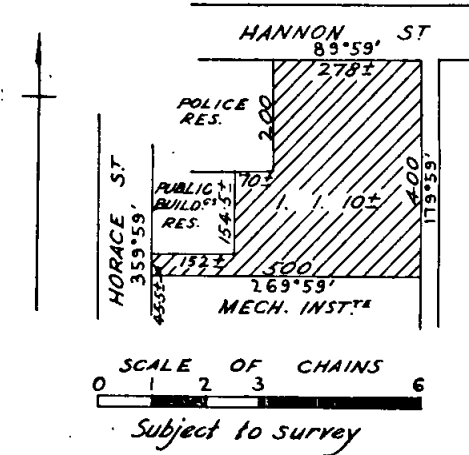 HANNON ST
89°59'
278±
POLICE
RES.
200
HORACE ST
359°59'
PUBLIC
BUILD.GS
RES.
154·5±
70±
1. 1. 10±
400
179°59'
152±
500
45·5±
269°59'
MECH. INST.TE
SCALE OF CHAINS
0 1 2 3 6
Subject to survey